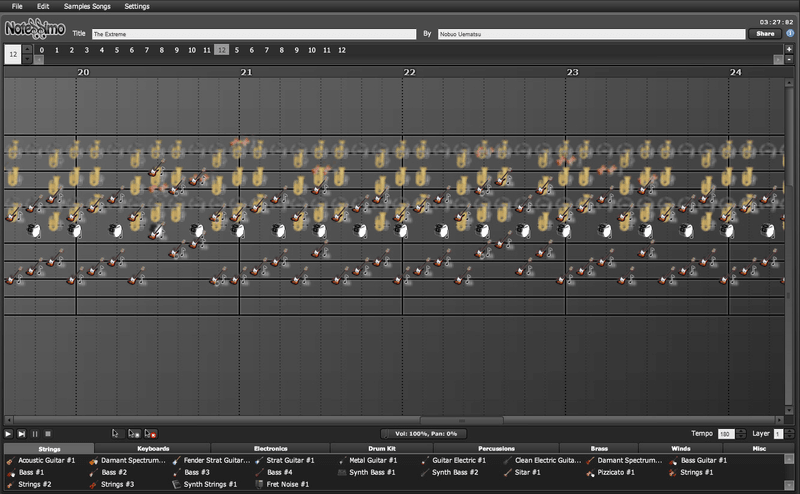 File Edit Samples Songs Settings
03:27:82
Notessimo Title The Extreme By Nobuo Uematsu Share
12 0 1 2 3 4 5 6 7 8 9 10 11 12 5 6 7 8 9 10 11 12
20 21 22 23 24
Vol: 100%, Pan: 0% Tempo 180 Layer 1
Strings Keyboards Electronics Drum Kit Percussions Brass Winds Misc
Acoustic Guitar #1 Damant Spectrum... Fender Strat Guitar... Strat Guitar #1 Metal Guitar #1 Guitar Electric #1 Clean Electric Guita... Damant Spectrum... Bass Guitar #1
Bass #1 Bass #2 Bass #3 Bass #4 Synth Bass #1 Synth Bass #2 Sitar #1 Pizzicato #1 Strings #1
Strings #2 Strings #3 Synth Strings #1 Fret Noise #1